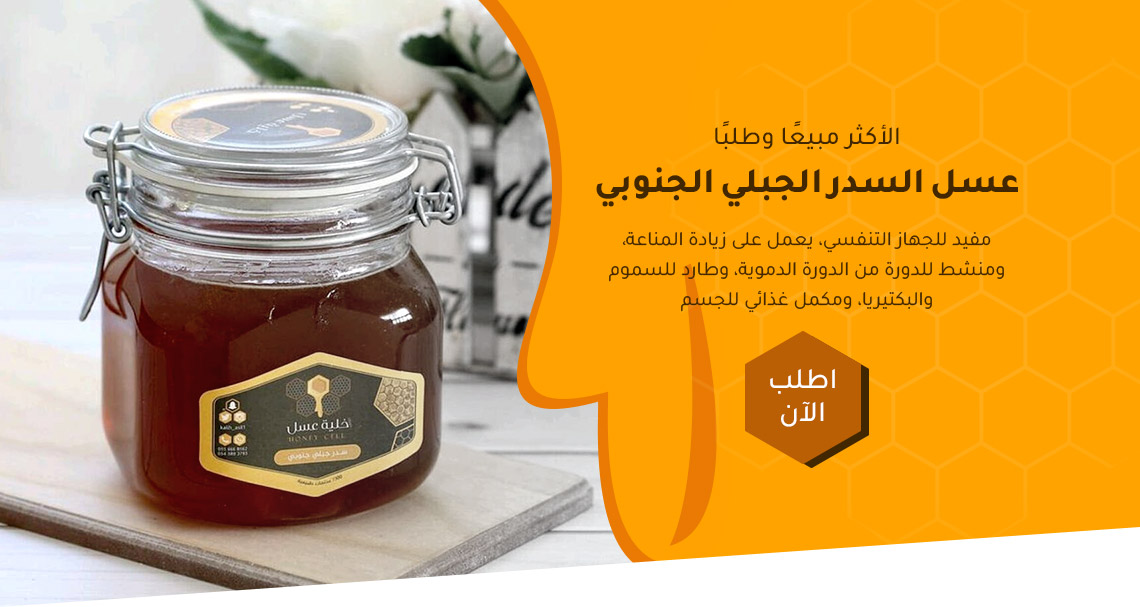 الأكثر مبيعًا وطلبًا
عسل السدر الجبلي الجنوبي
مفيد للجهاز التنفسي، يعمل على زيادة المناعة،
ومنشط للدورة من الدورة الدموية، وطارد للسموم
والبكتيريا، ومكمل غذائي للجسم
اطلب
الآن
خلية عسل
HONEY CELL
سدر جبلي جنوبي